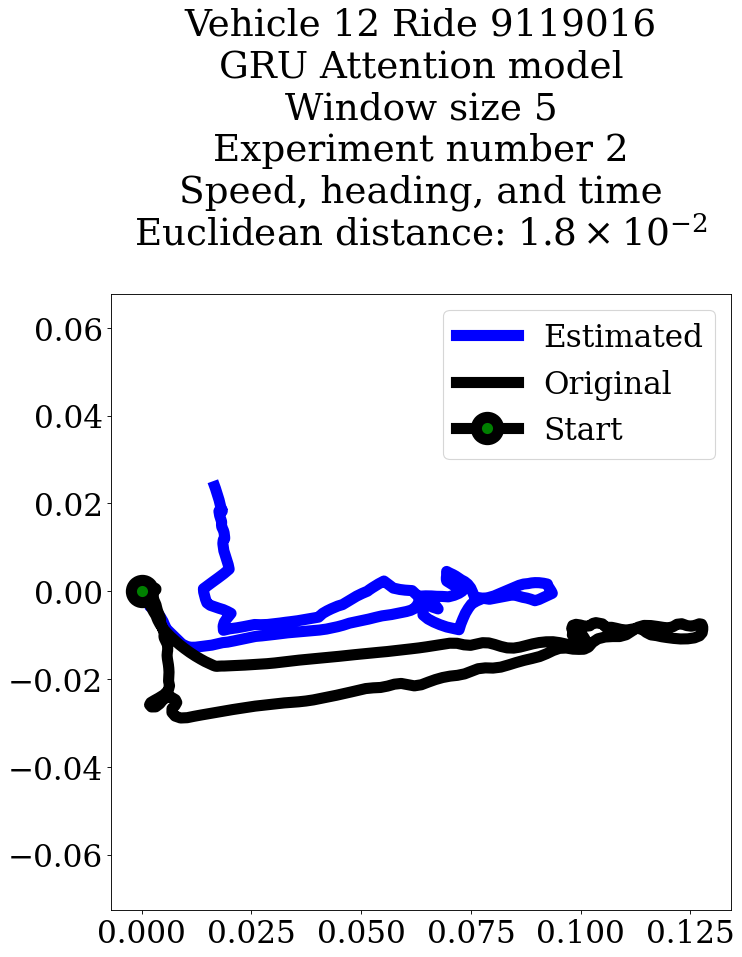 Vehicle 12 Ride 9119016
GRU Attention model
Window size 5
Experiment number 2
Speed, heading, and time
Euclidean distance: 1.8 × 10⁻²
Estimated
Original
Start
0.06
0.04
0.02
0.00
−0.02
−0.04
−0.06
0.000 0.025 0.050 0.075 0.100 0.125